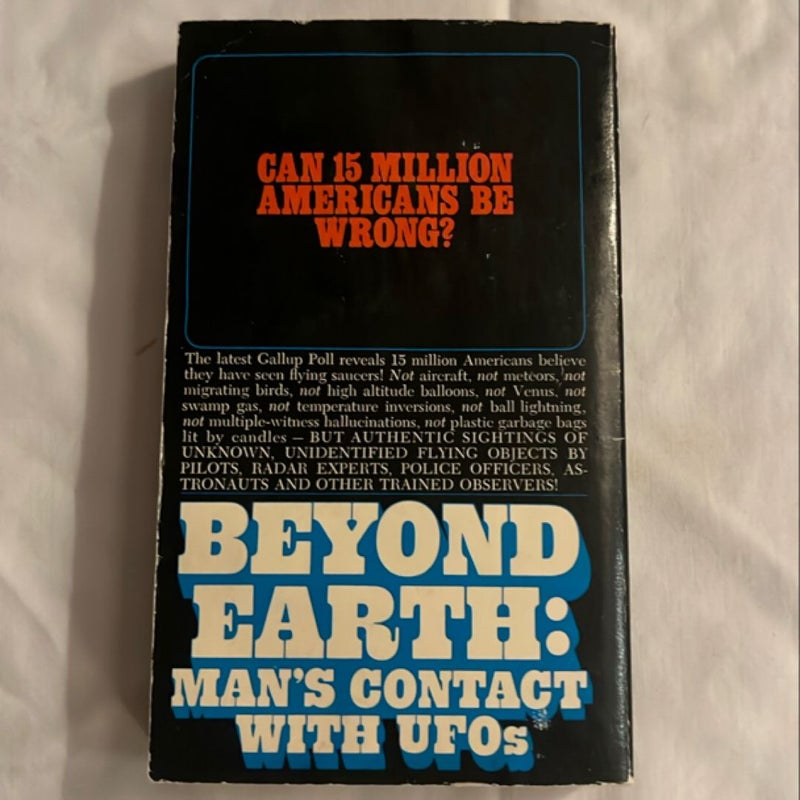 CAN 15 MILLION
AMERICANS BE
WRONG?
The latest Gallup Poll reveals 15 million Americans believe
they have seen flying saucers! Not aircraft, not meteors, not
migrating birds, not high altitude balloons, not Venus, not
swamp gas, not temperature inversions, not ball lightning,
not multiple-witness hallucinations, not plastic garbage bags
lit by candles – BUT AUTHENTIC SIGHTINGS OF
UNKNOWN, UNIDENTIFIED FLYING OBJECTS BY
PILOTS, RADAR EXPERTS, POLICE OFFICERS, AS-
TRONAUTS AND OTHER TRAINED OBSERVERS!
BEYOND
EARTH:
MAN'S CONTACT
WITH UFOs